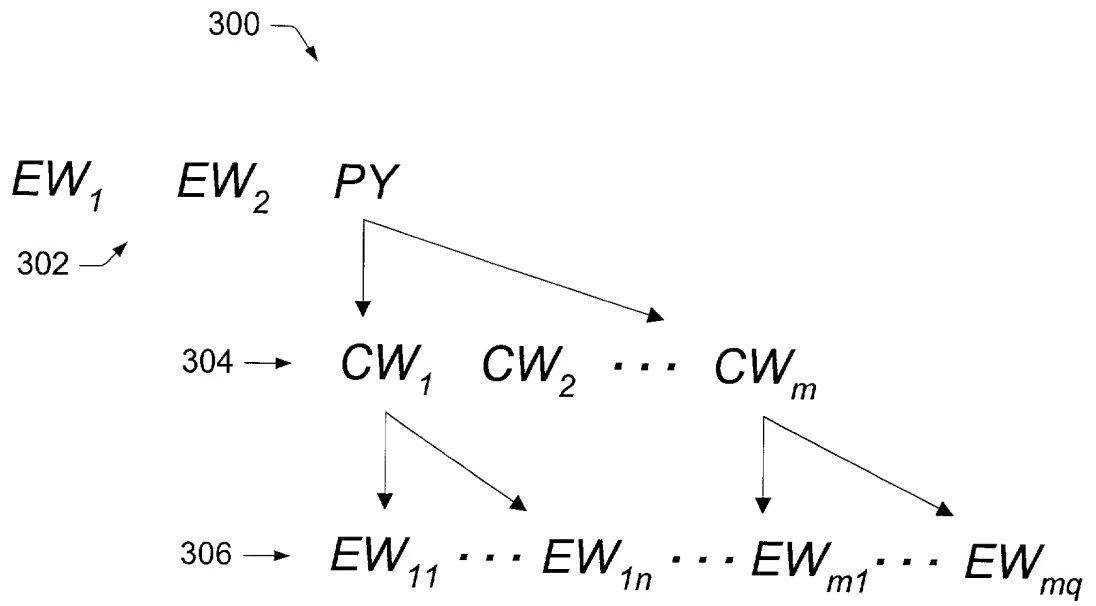 300
EW₁ EW₂ PY
302
304 CW₁ CW₂ ··· CWₘ
306 EW₁₁ ··· EW₁ₙ ··· EWₘ₁ ··· EWₘq